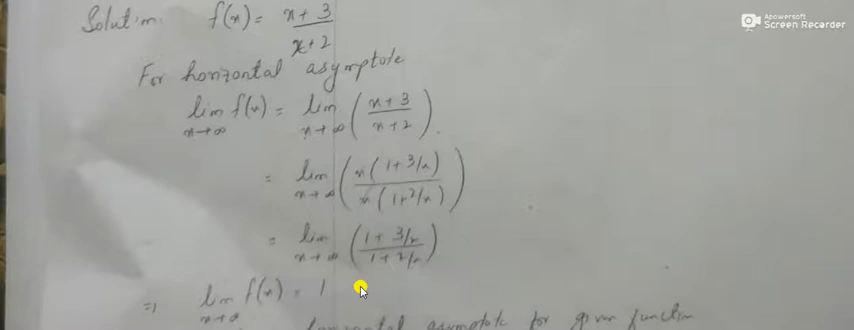 Solution: f(x) = x+3 / x+2
Apowersoft
Screen Recorder
For horizontal asymptote
lim x→∞ f(x) = lim x→∞ ( x+3 / x+2 ).
= lim x→∞ ( x(1+3/x) / x(1+2/x) )
= lim x→∞ ( 1+3/x / 1+2/x )
⇒ lim x→∞ f(x) = 1
horizontal asymptote for given function